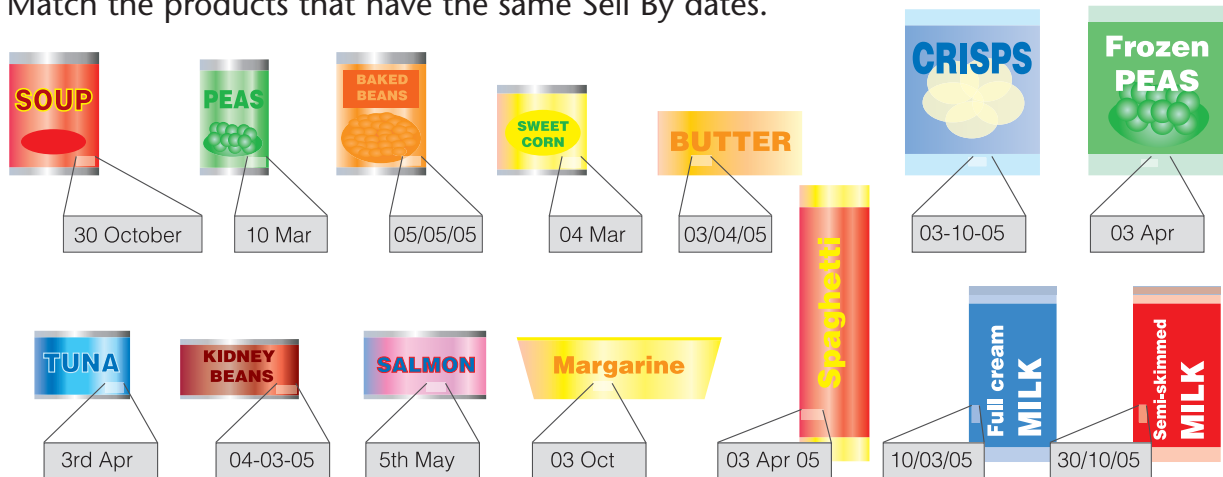 Match the products that have the same Sell By dates.
SOUP
30 October
PEAS
10 Mar
BAKED
BEANS
05/05/05
SWEET
CORN
04 Mar
BUTTER
03/04/05
CRISPS
03-10-05
Frozen
PEAS
03 Apr
TUNA
3rd Apr
KIDNEY
BEANS
04-03-05
SALMON
5th May
Margarine
03 Oct
Spaghetti
03 Apr 05
Full cream
MILK
10/03/05
Semi-skimmed
MILK
30/10/05